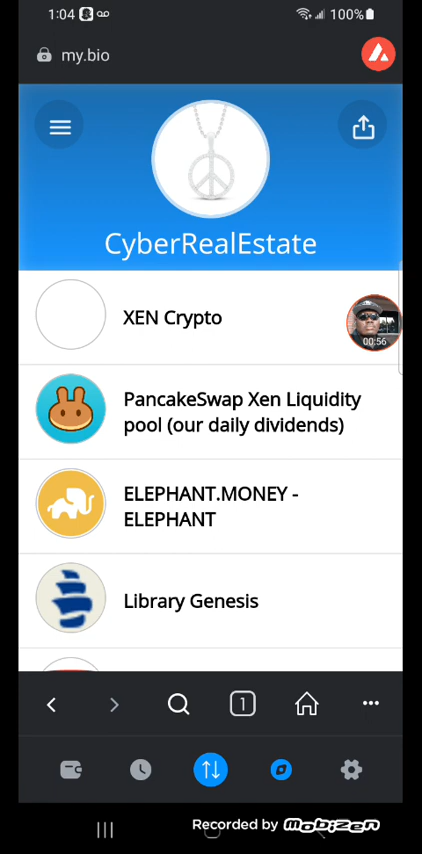 1:04
100%
my.bio
CyberRealEstate
XEN Crypto
00:56
PancakeSwap Xen Liquidity
pool (our daily dividends)
ELEPHANT.MONEY -
ELEPHANT
Library Genesis
1
Recorded by MOBIZEN